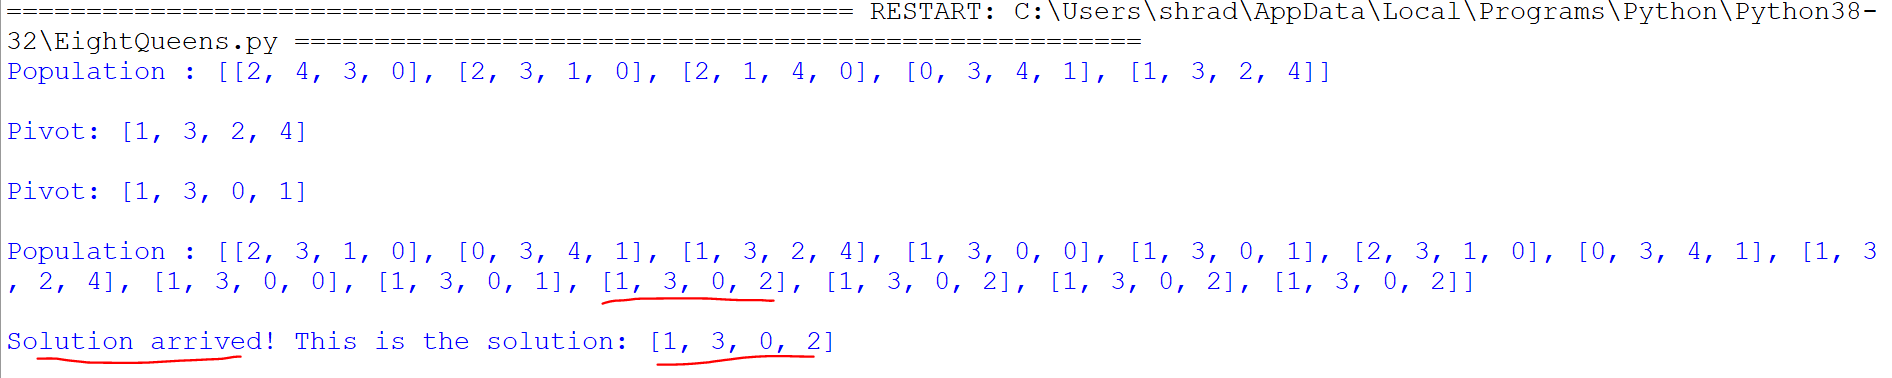 ===================================================== RESTART: C:\Users\shrad\AppData\Local\Programs\Python\Python38-
32\EightQueens.py =====================================================
Population : [[2, 4, 3, 0], [2, 3, 1, 0], [2, 1, 4, 0], [0, 3, 4, 1], [1, 3, 2, 4]]
Pivot: [1, 3, 2, 4]
Pivot: [1, 3, 0, 1]
Population : [[2, 3, 1, 0], [0, 3, 4, 1], [1, 3, 2, 4], [1, 3, 0, 0], [1, 3, 0, 1], [2, 3, 1, 0], [0, 3, 4, 1], [1, 3
, 2, 4], [1, 3, 0, 0], [1, 3, 0, 1], [1, 3, 0, 2], [1, 3, 0, 2], [1, 3, 0, 2], [1, 3, 0, 2]]
Solution arrived! This is the solution: [1, 3, 0, 2]